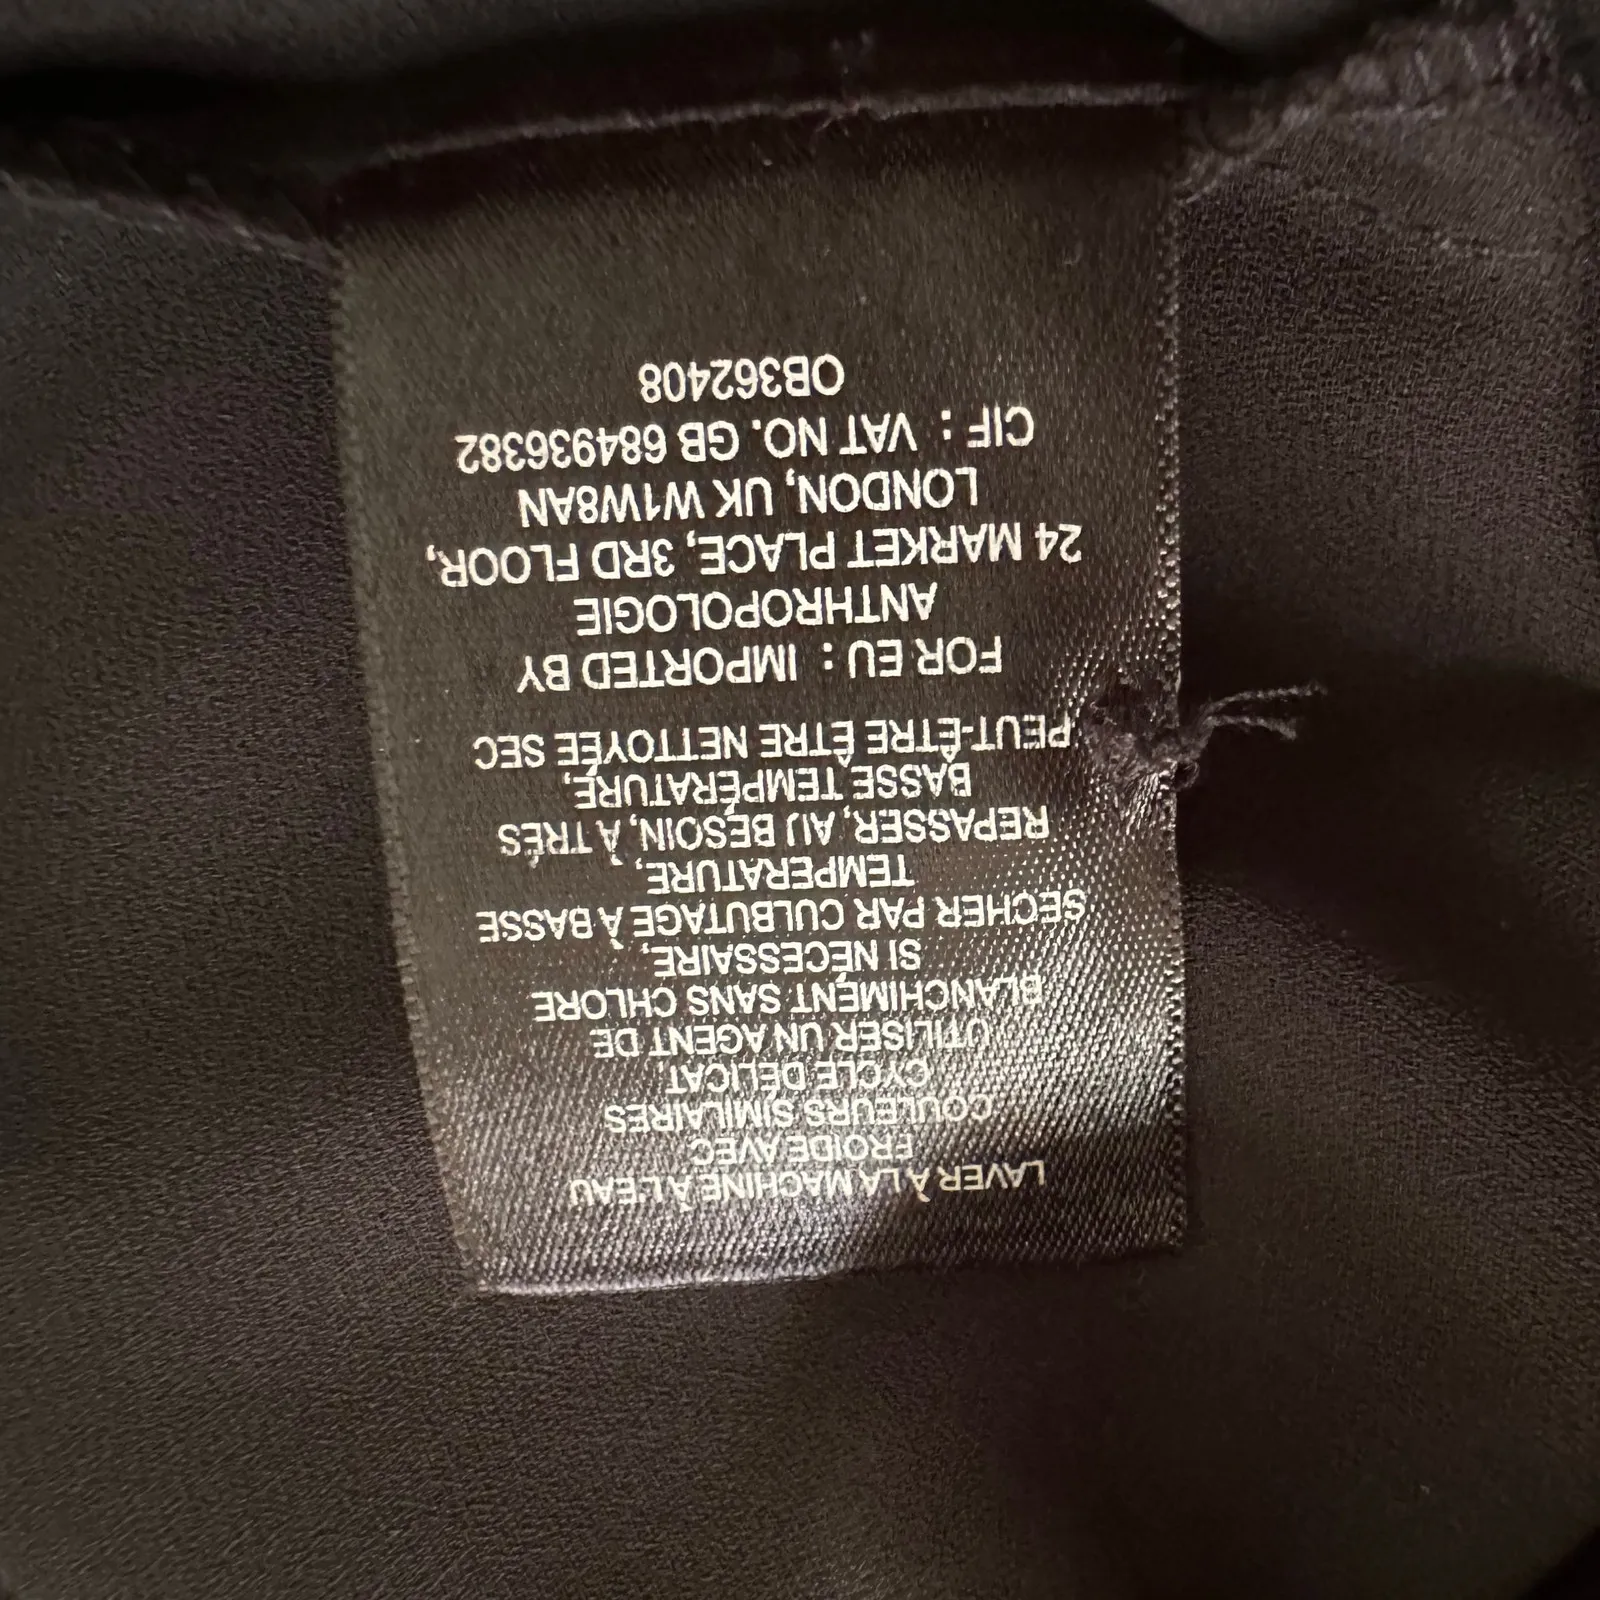 LAVER À LA MACHINE À L'EAU
FROIDE AVEC
COULEURS SIMILAIRES
CYCLE DÉLICAT
UTILISER UN AGENT DE
BLANCHIMENT SANS CHLORE
SI NÉCESSAIRE,
SÉCHER PAR CULBUTAGE À BASSE
TEMPÉRATURE,
REPASSER, AU BESOIN, À TRÉS
BASSE TEMPÉRATURE,
PEUT-ÊTRE ÊTRE NETTOYÉE SEC
FOR EU : IMPORTED BY
ANTHROPOLOGIE
24 MARKET PLACE, 3RD FLOOR,
LONDON, UK W1W8AN
CIF : VAT NO. GB 684936382
OB362408